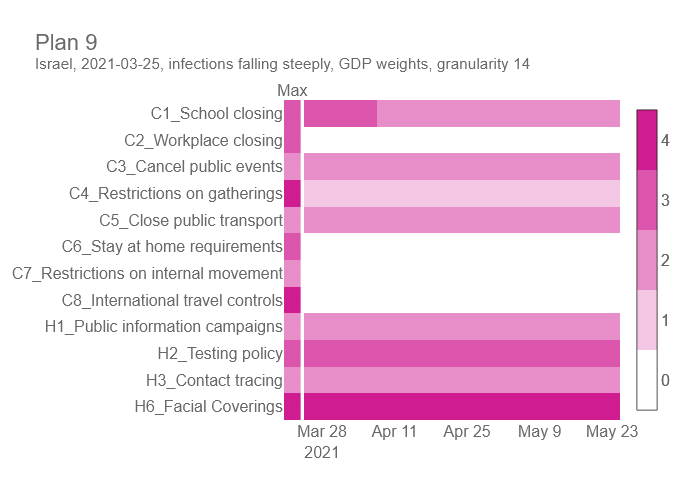 Plan 9
Israel, 2021-03-25, infections falling steeply, GDP weights, granularity 14
Max
C1_School closing
C2_Workplace closing
C3_Cancel public events
C4_Restrictions on gatherings
C5_Close public transport
C6_Stay at home requirements
C7_Restrictions on internal movement
C8_International travel controls
H1_Public information campaigns
H2_Testing policy
H3_Contact tracing
H6_Facial Coverings
4
3
2
1
0
Mar 28 Apr 11 Apr 25 May 9 May 23
2021